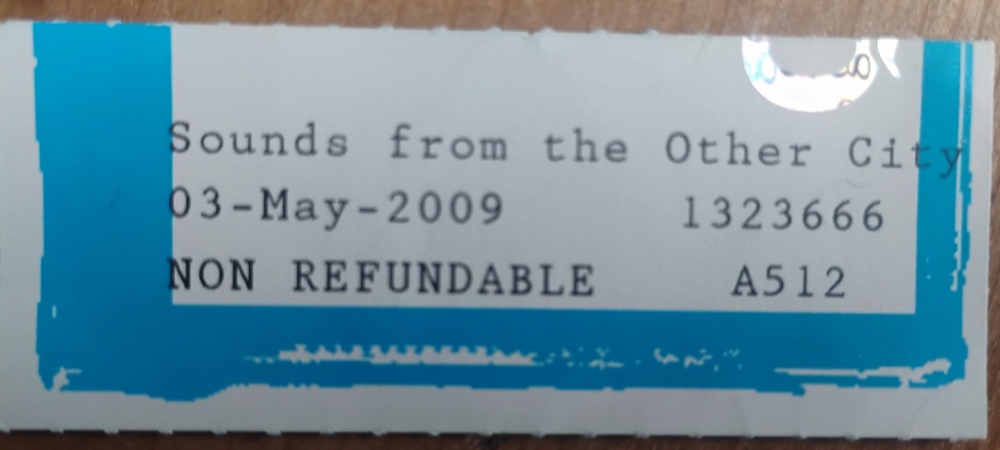 Sounds from the Other City
03-May-2009 1323666
NON REFUNDABLE A512